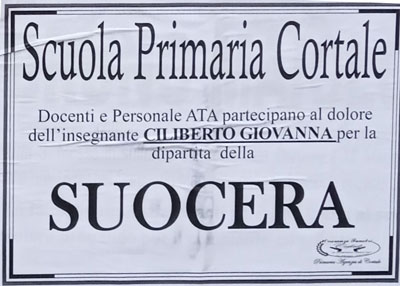 Scuola Primaria Cortale
Docenti e Personale ATA partecipano al dolore
dell'insegnante CILIBERTO GIOVANNA per la
dipartita della
SUOCERA